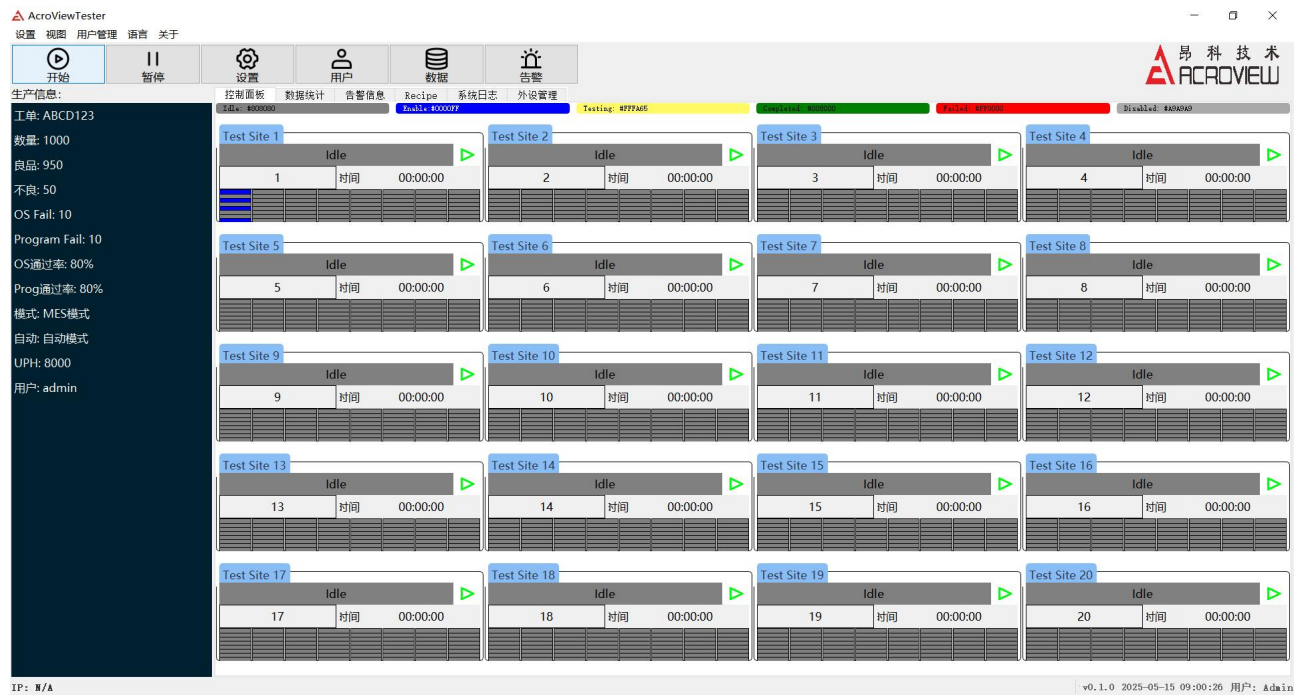 AcroViewTester
设置 视图 用户管理 语言 关于
开始 暂停 设置 用户 数据 告警
昂科技术
ACROVIEW
生产信息:
控制面板 数据统计 告警信息 Recipe 系统日志 外设管理
Idle: #808080 Enable:#0000FF Testing: #FFFA65 Completed: #008000 Failed: #FF0000 Disabled: #A9A9A9
工单: ABCD123
数量: 1000
良品: 950
不良: 50
OS Fail: 10
Program Fail: 10
OS通过率: 80%
Prog通过率: 80%
模式: MES模式
自动: 自动模式
UPH: 8000
用户: admin
Test Site 1 Test Site 2 Test Site 3 Test Site 4
Idle Idle Idle Idle
1 时间 00:00:00 2 时间 00:00:00 3 时间 00:00:00 4 时间 00:00:00
Test Site 5 Test Site 6 Test Site 7 Test Site 8
Idle Idle Idle Idle
5 时间 00:00:00 6 时间 00:00:00 7 时间 00:00:00 8 时间 00:00:00
Test Site 9 Test Site 10 Test Site 11 Test Site 12
Idle Idle Idle Idle
9 时间 00:00:00 10 时间 00:00:00 11 时间 00:00:00 12 时间 00:00:00
Test Site 13 Test Site 14 Test Site 15 Test Site 16
Idle Idle Idle Idle
13 时间 00:00:00 14 时间 00:00:00 15 时间 00:00:00 16 时间 00:00:00
Test Site 17 Test Site 18 Test Site 19 Test Site 20
Idle Idle Idle Idle
17 时间 00:00:00 18 时间 00:00:00 19 时间 00:00:00 20 时间 00:00:00
IP: N/A
v0.1.0 2025-05-15 09:00:26 用户: Admin